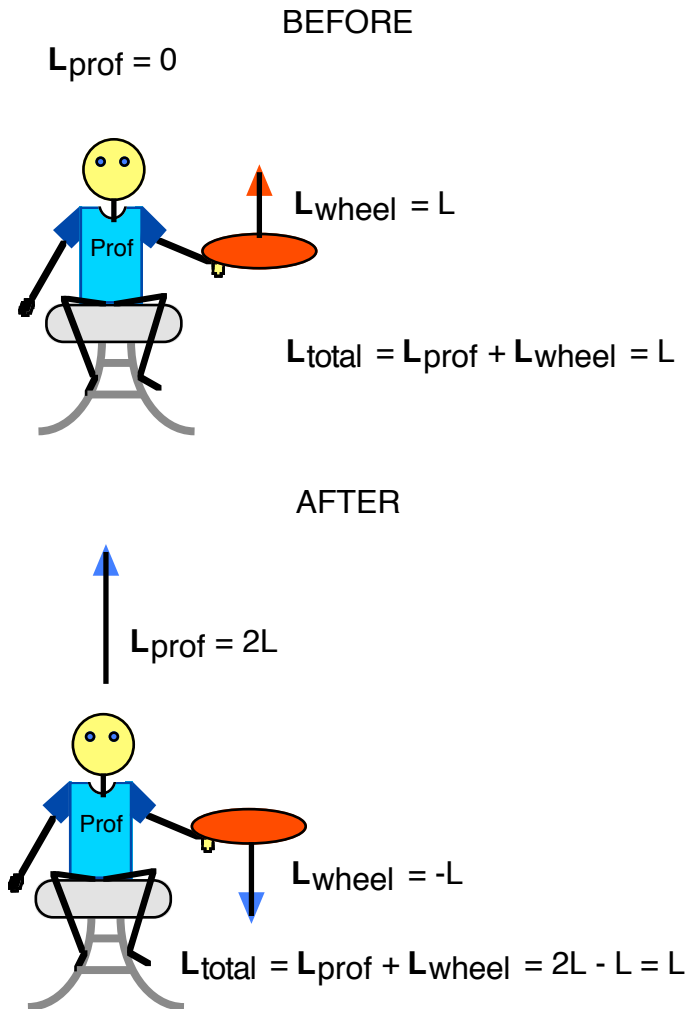 BEFORE
Lprof = 0
Lwheel = L
Prof
Ltotal = Lprof + Lwheel = L
AFTER
Lprof = 2L
Prof
Lwheel = -L
Ltotal = Lprof + Lwheel = 2L - L = L